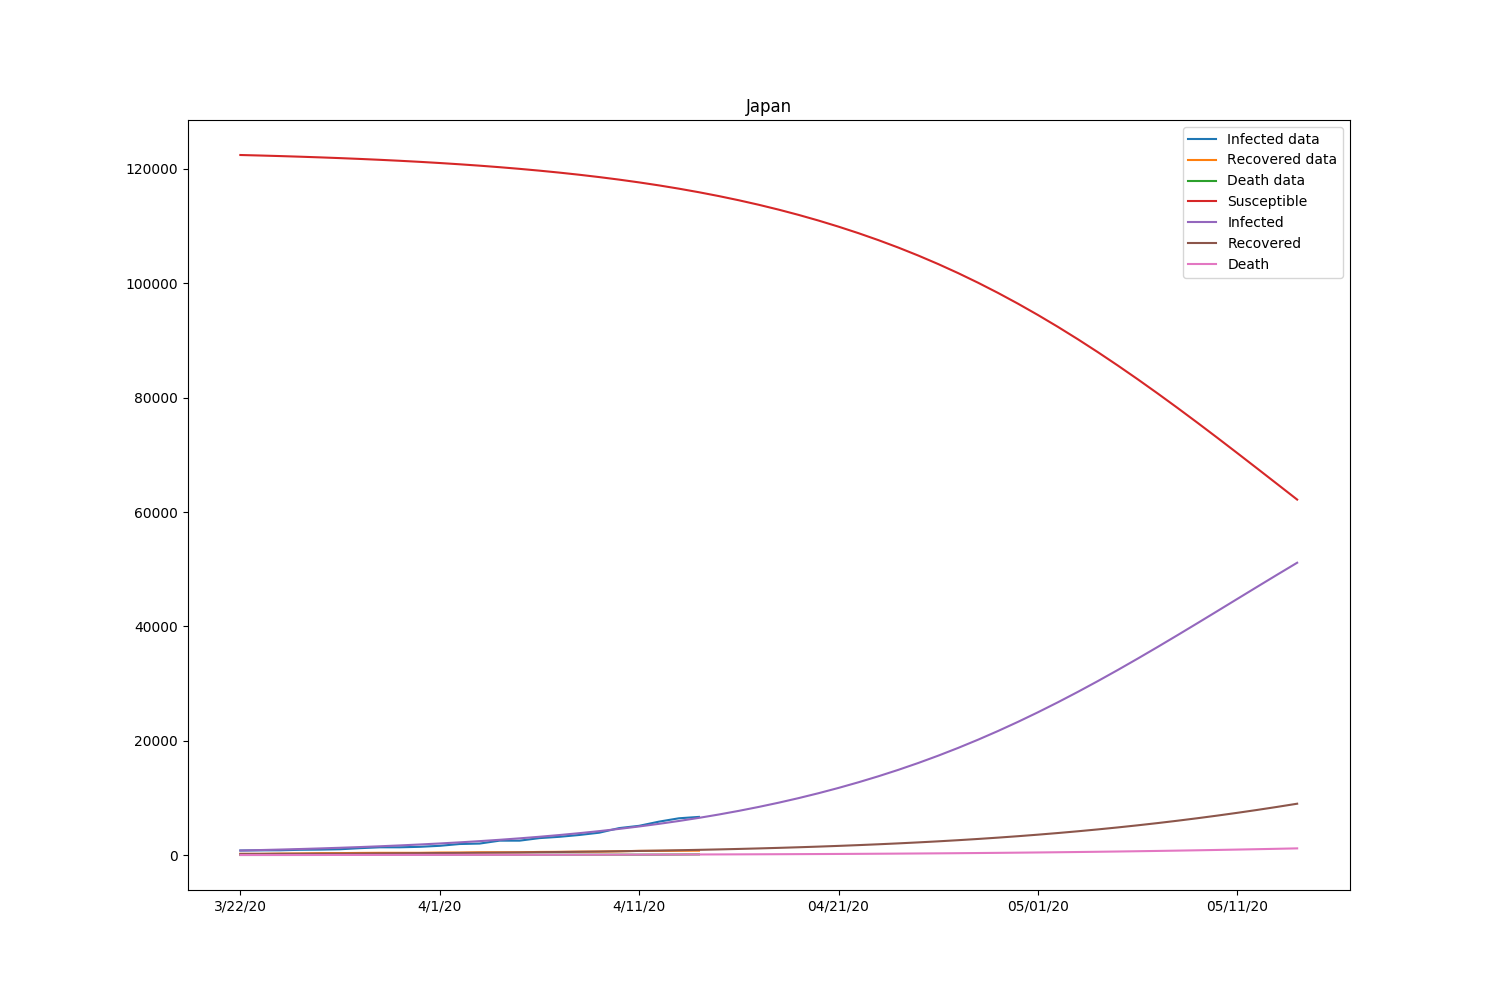 Japan
Infected data
Recovered data
Death data
Susceptible
Infected
Recovered
Death
120000
100000
80000
60000
40000
20000
0
3/22/20 4/1/20 4/11/20 04/21/20 05/01/20 05/11/20